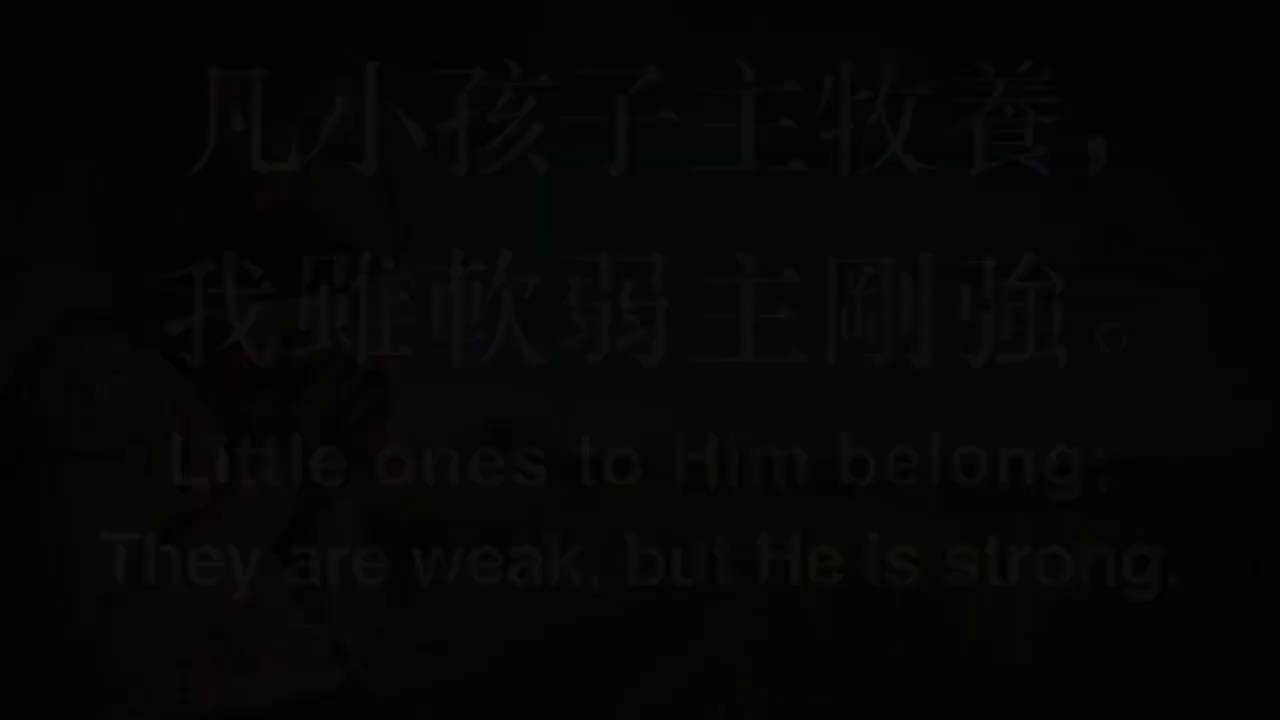 凡小孩子主牧養，
我雖軟弱主剛強。
Little ones to Him belong;
They are weak, but He is strong.